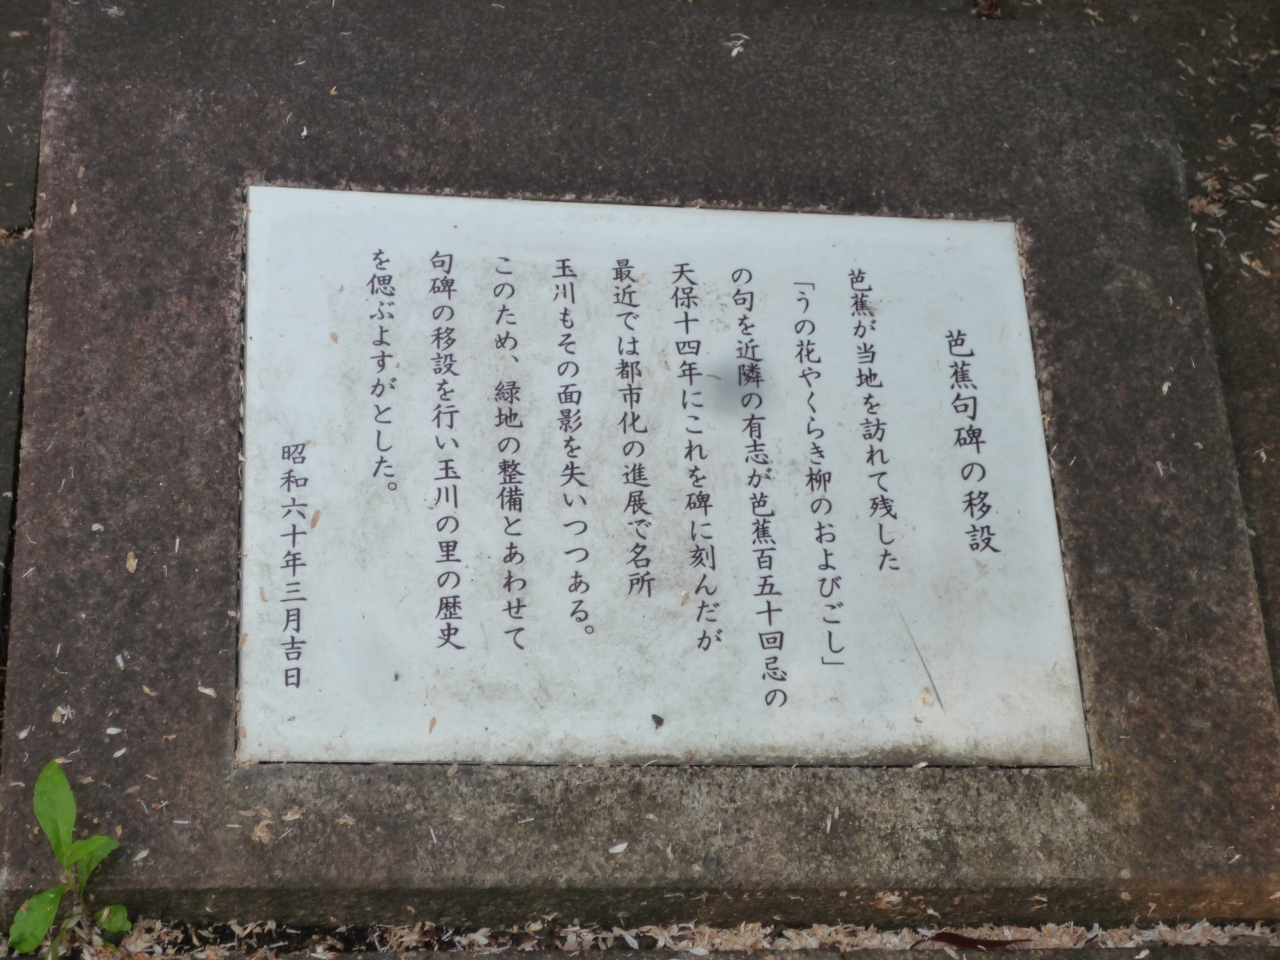 芭蕉句碑の移設
芭蕉が当地を訪れて残した
「うの花やくらき柳のおよびごし」
の句を近隣の有志が芭蕉百五十回忌の
天保十四年にこれを碑に刻んだが
最近では都市化の進展で名所
玉川もその面影を失いつつある。
このため、緑地の整備とあわせて
句碑の移設を行い玉川の里の歴史
を偲ぶよすがとした。
昭和六十年三月吉日